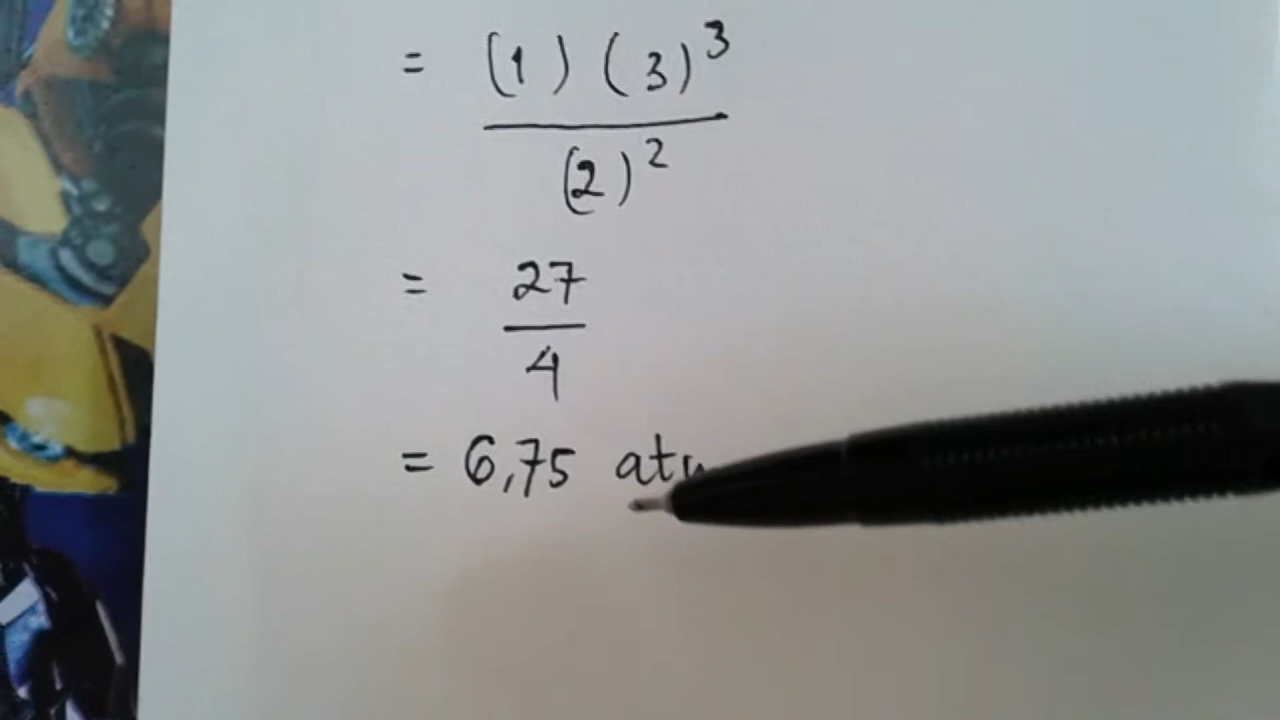 = (1) (3)³
(2)²
= 27
4
= 6,75